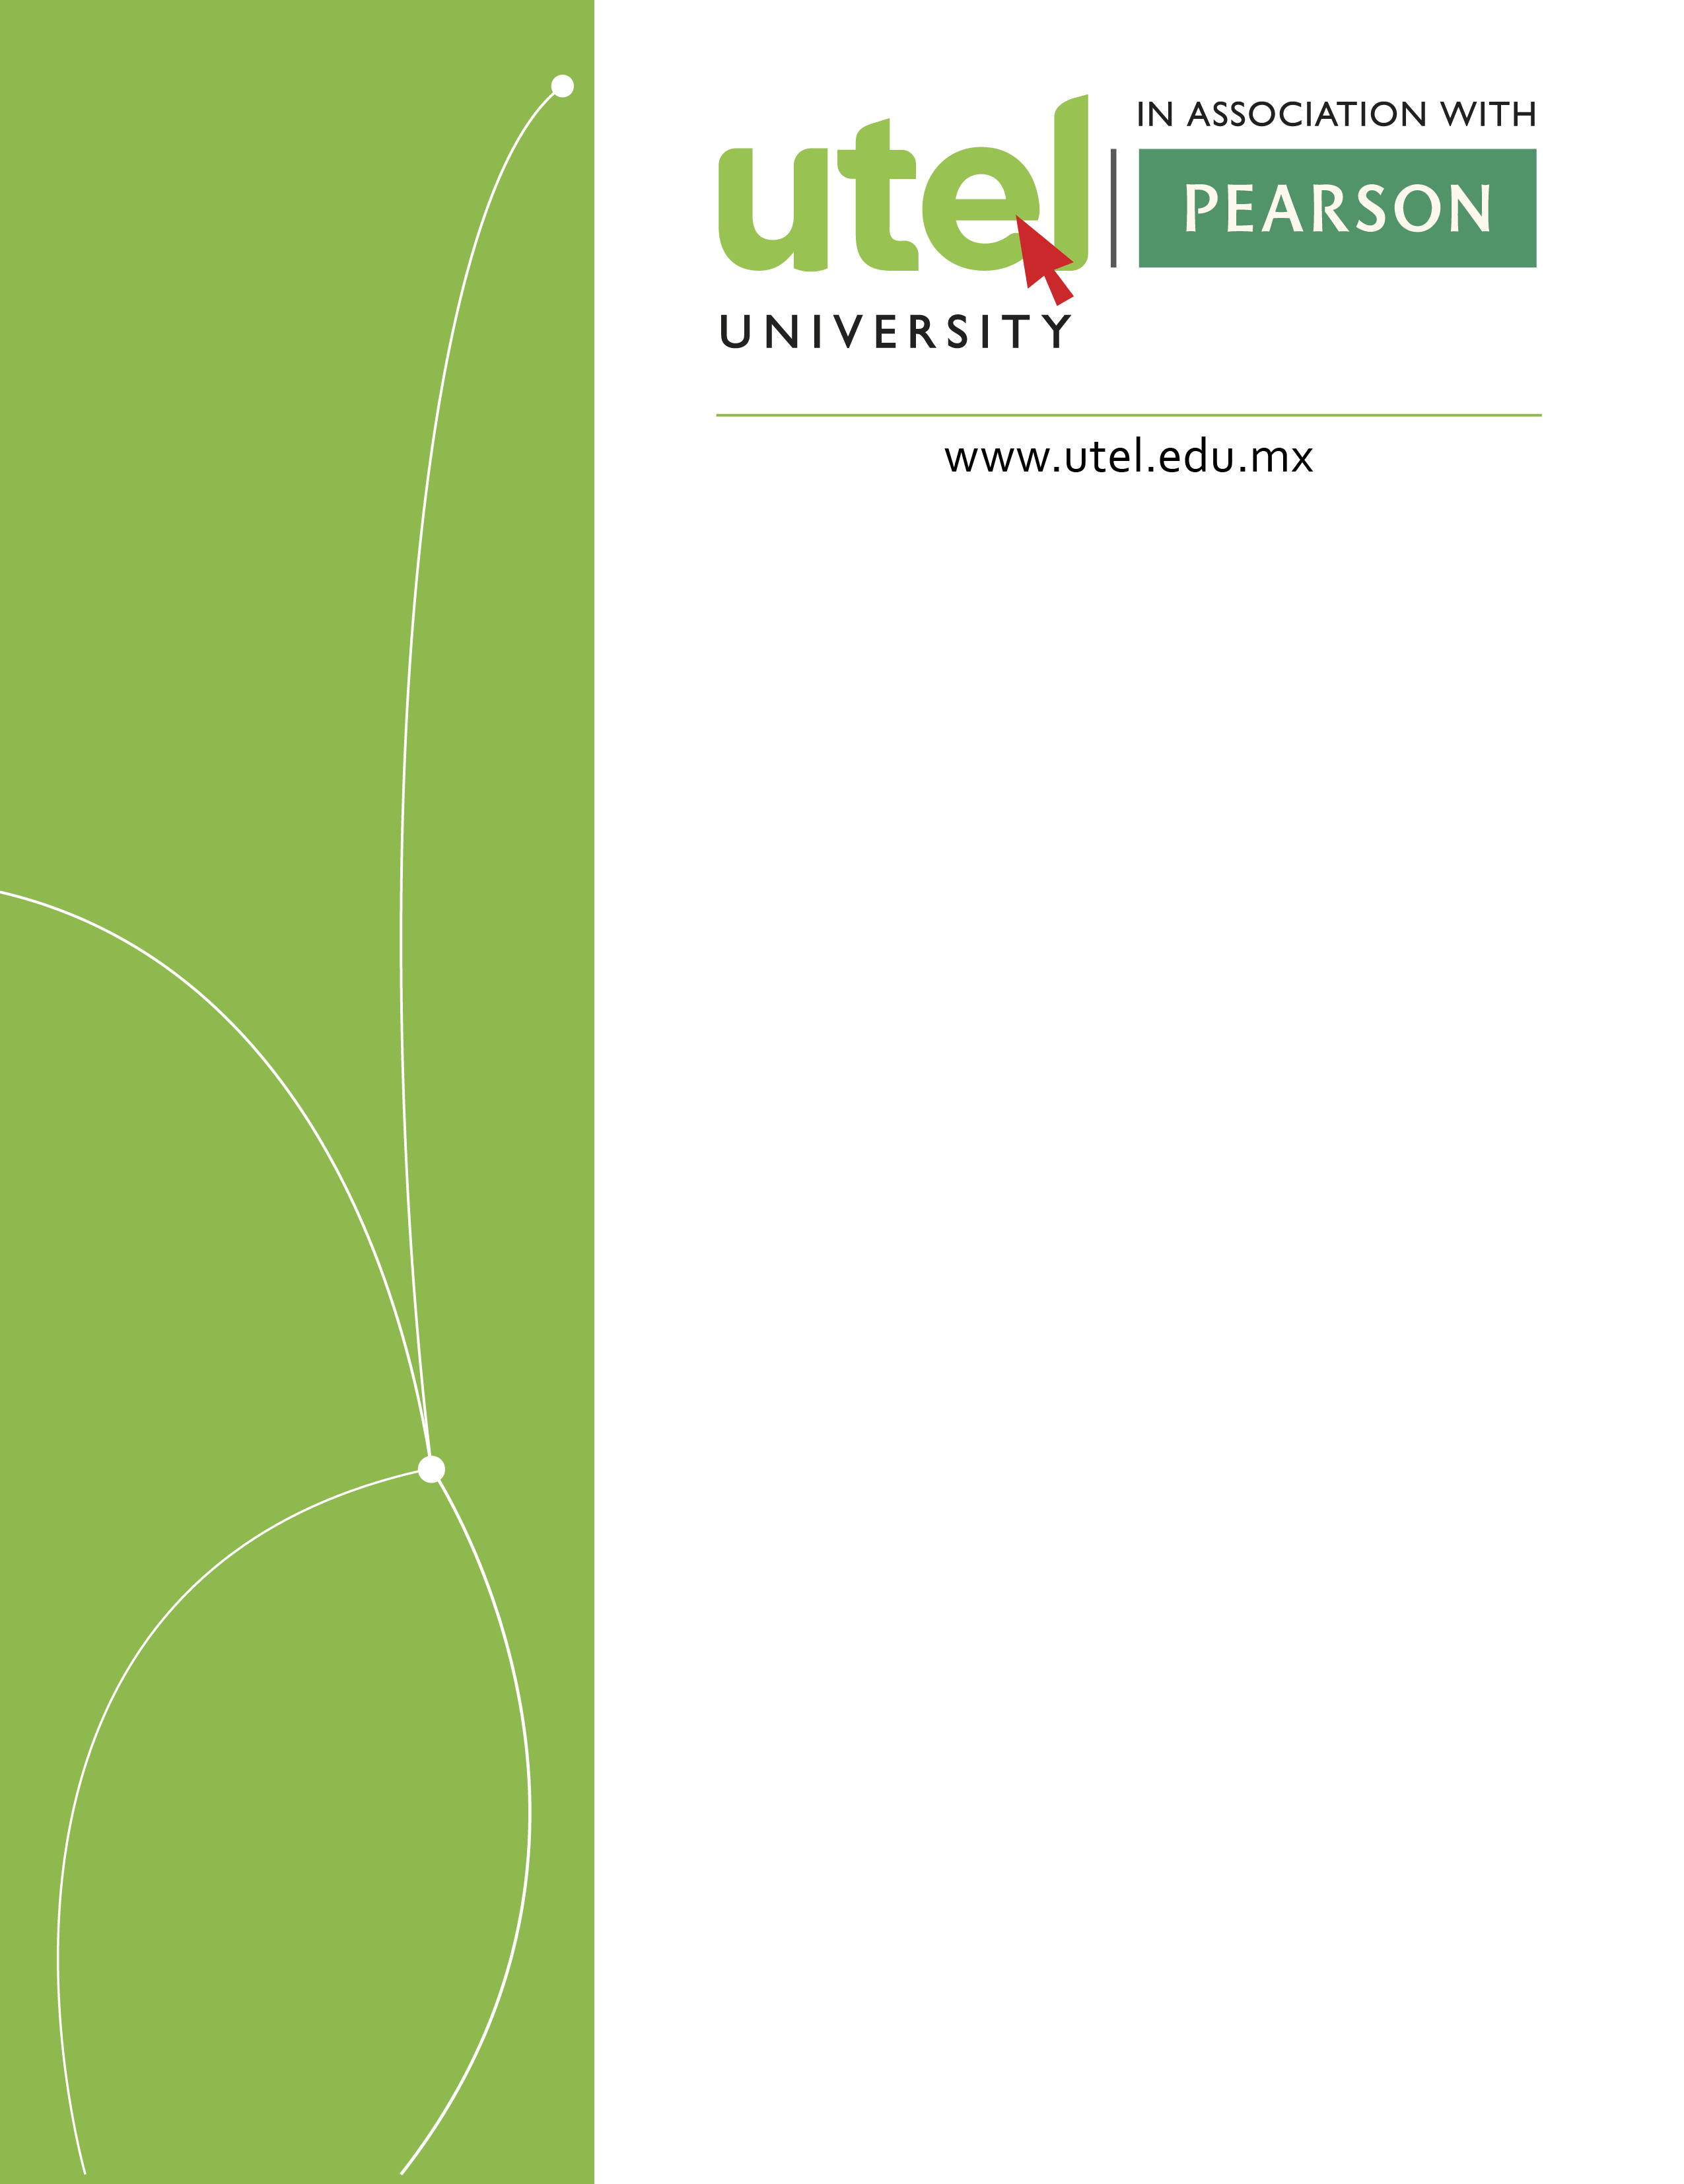 utel
UNIVERSITY
IN ASSOCIATION WITH
PEARSON
www.utel.edu.mx